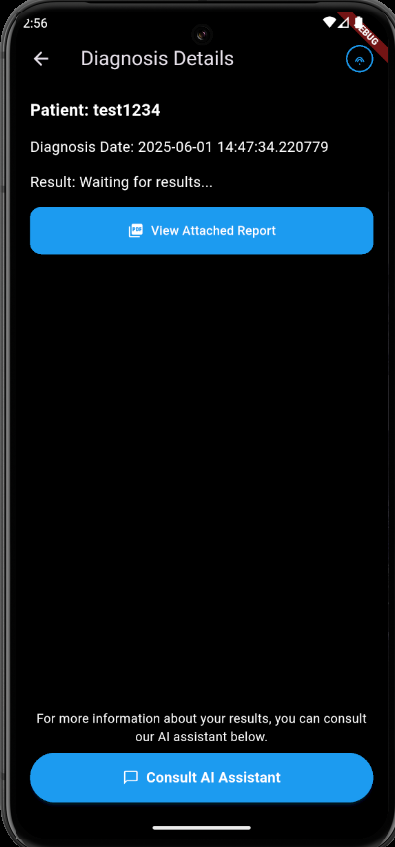 2:56
DEBUG
Diagnosis Details
Patient: test1234
Diagnosis Date: 2025-06-01 14:47:34.220779
Result: Waiting for results...
PDF View Attached Report
For more information about your results, you can consult
our AI assistant below.
Consult AI Assistant